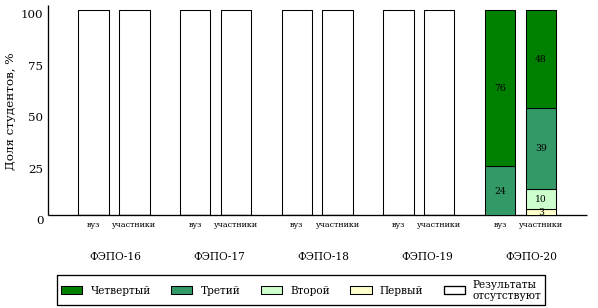 Доля студентов, %
100
75
50
25
0
76
24
48
39
10
3
вуз участники вуз участники вуз участники вуз участники вуз участники
ФЭПО-16 ФЭПО-17 ФЭПО-18 ФЭПО-19 ФЭПО-20
Четвертый Третий Второй Первый Результаты
отсутствуют